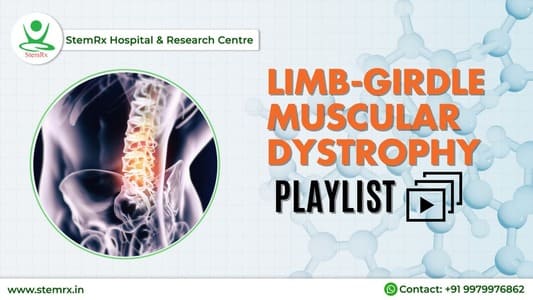 StemRx
StemRx Hospital & Research Centre
LIMB-GIRDLE
MUSCULAR
DYSTROPHY
PLAYLIST
www.stemrx.in
Contact: +91 9979976862